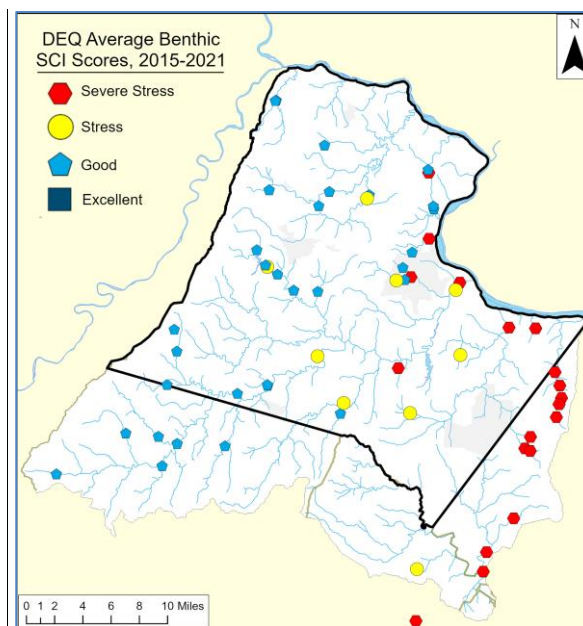 DEQ Average Benthic
SCI Scores, 2015-2021
N
Severe Stress
Stress
Good
Excellent
0 1 2 4 6 8 10 Miles